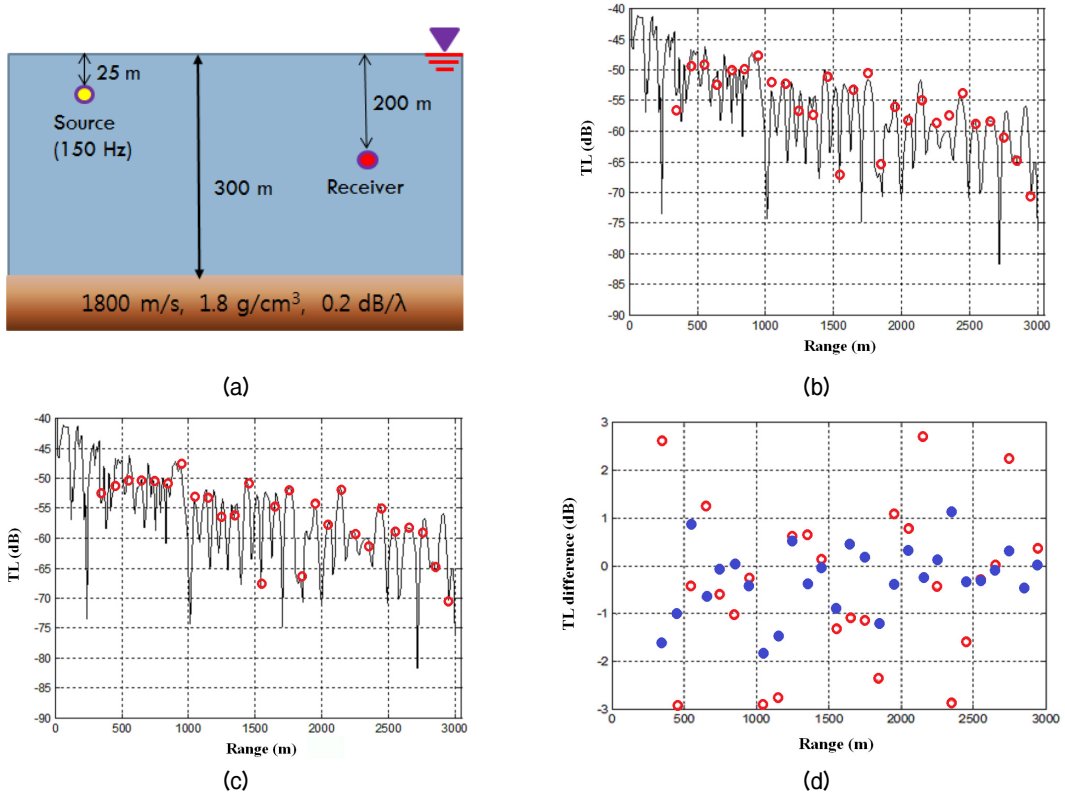 25 m
Source
(150 Hz)
200 m
Receiver
300 m
1800 m/s, 1.8 g/cm³, 0.2 dB/λ
(a)
-40
-45
-50
-55
-60
-65
-70
-75
-80
-85
-90
TL (dB)
0 500 1000 1500 2000 2500 3000
Range (m)
(b)
-40
-45
-50
-55
-60
-65
-70
-75
-80
-85
-90
TL (dB)
0 500 1000 1500 2000 2500 3000
Range (m)
(c)
3
2
1
0
-1
-2
-3
TL difference (dB)
500 1000 1500 2000 2500 3000
Range (m)
(d)